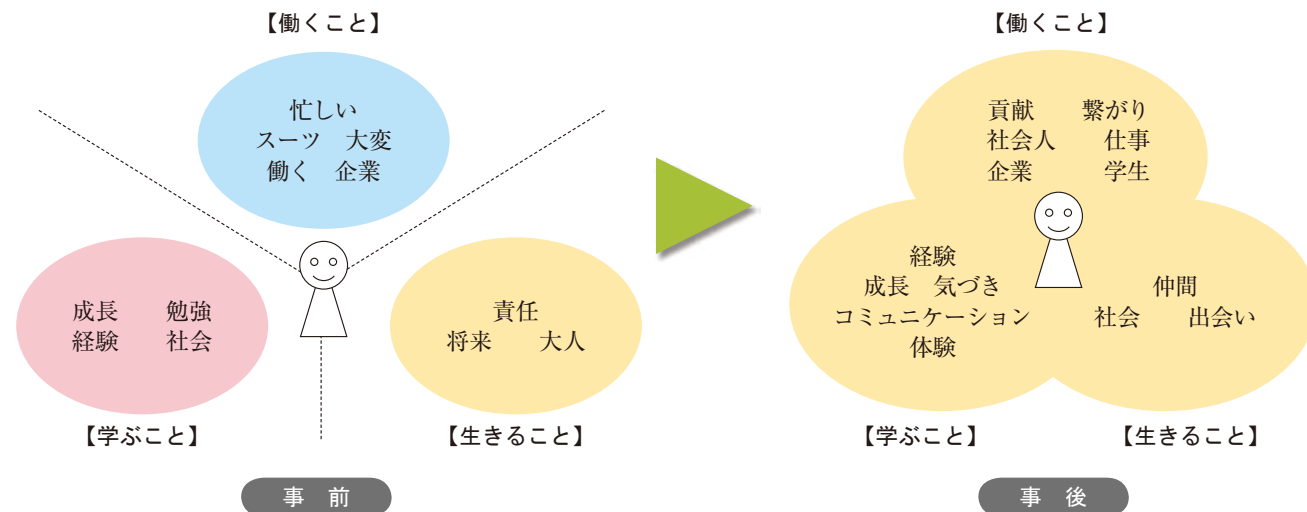 【働くこと】
忙しい
スーツ 大変
働く 企業
成長 勉強
経験 社会
責任
将来 大人
【学ぶこと】
【生きること】
事 前
【働くこと】
貢献 繋がり
社会人 仕事
企業 学生
経験
成長 気づき
コミュニケーション
体験
仲間
社会 出会い
【学ぶこと】
【生きること】
事 後